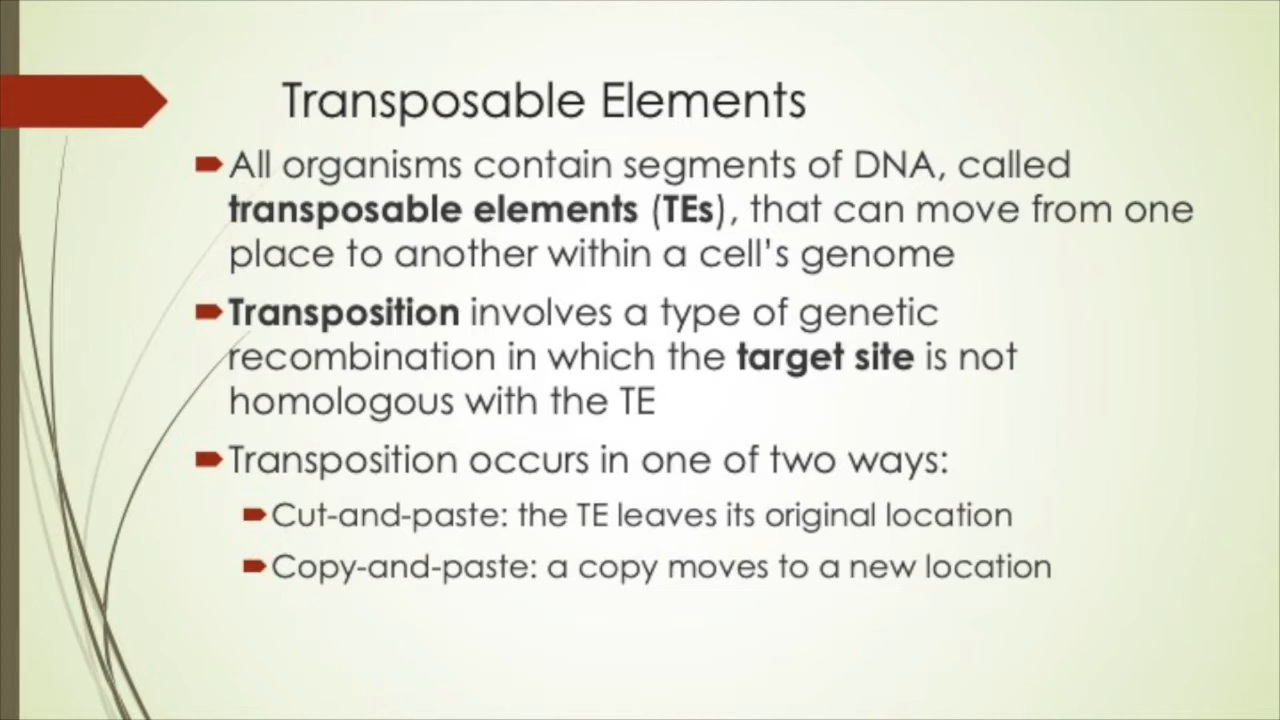 Transposable Elements
All organisms contain segments of DNA, called
transposable elements (TEs), that can move from one
place to another within a cell's genome
Transposition involves a type of genetic
recombination in which the target site is not
homologous with the TE
Transposition occurs in one of two ways:
Cut-and-paste: the TE leaves its original location
Copy-and-paste: a copy moves to a new location